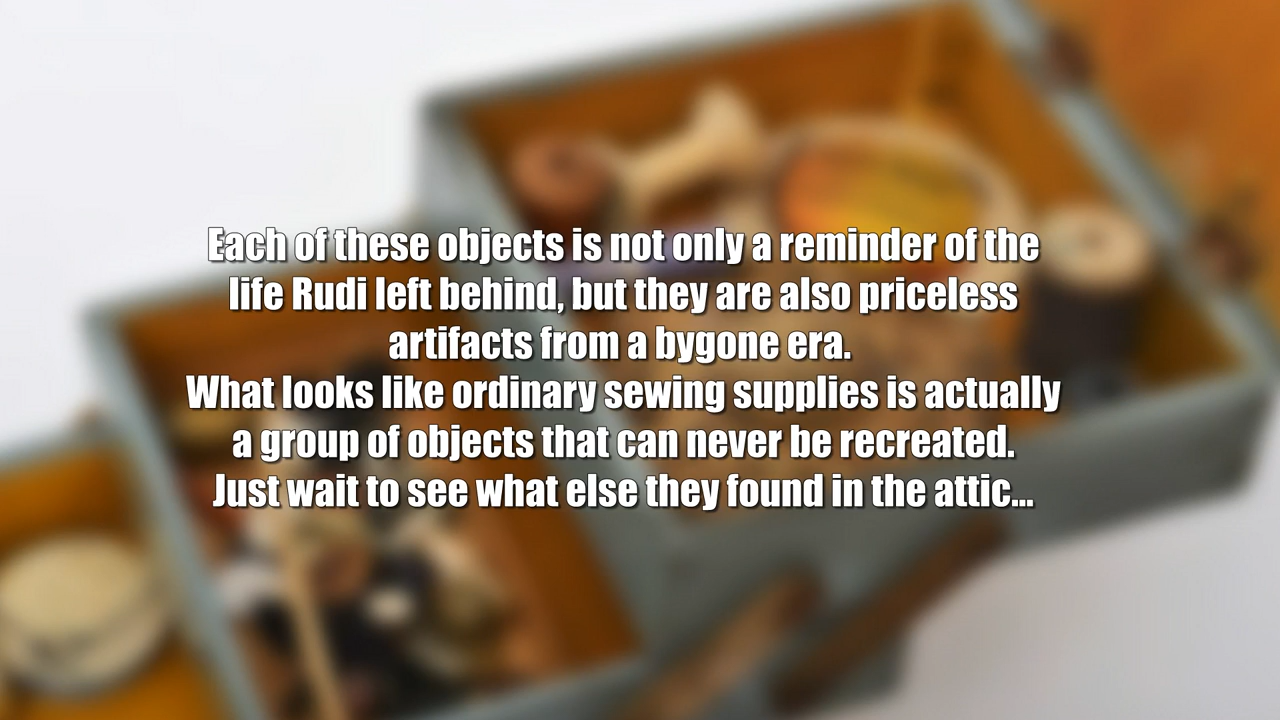 Each of these objects is not only a reminder of the
life Rudi left behind, but they are also priceless
artifacts from a bygone era.
What looks like ordinary sewing supplies is actually
a group of objects that can never be recreated.
Just wait to see what else they found in the attic...